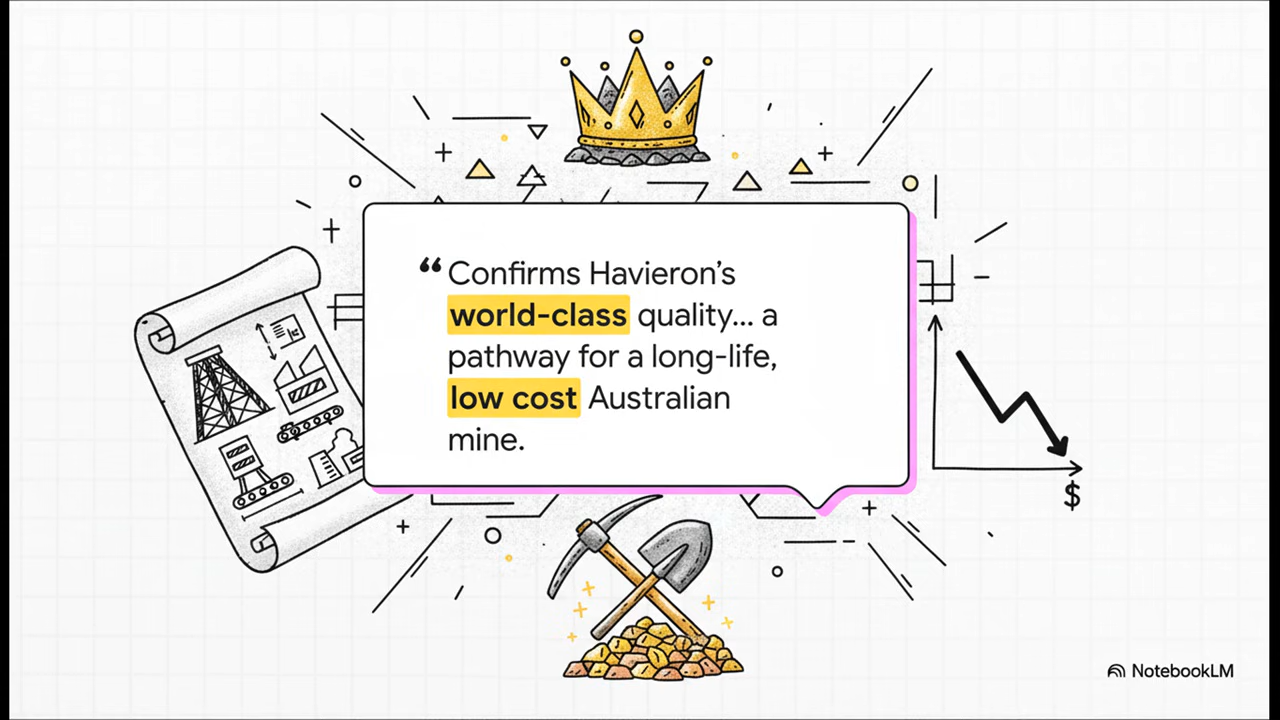 “Confirms Havieron’s
world-class quality... a
pathway for a long-life,
low cost Australian
mine.
$
NotebookLM